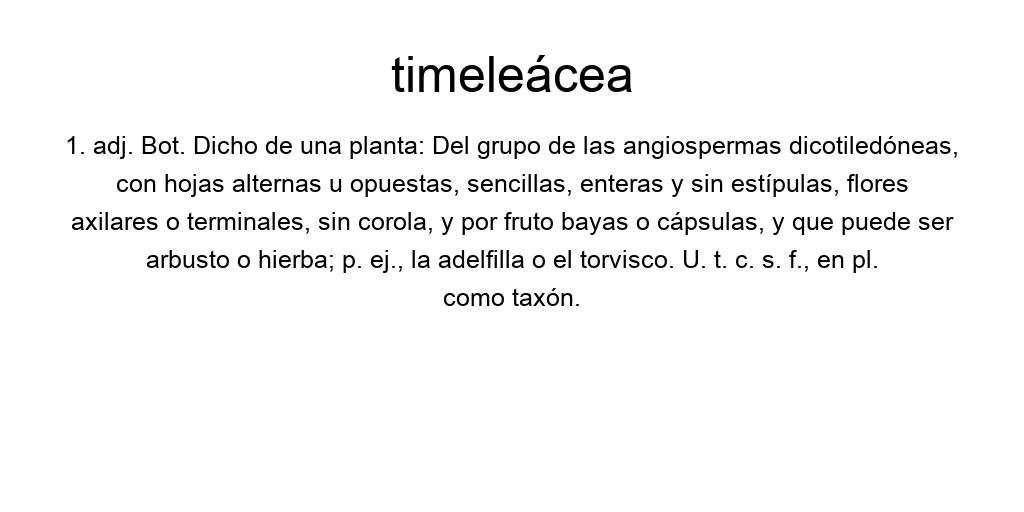 timeleácea
1. adj. Bot. Dicho de una planta: Del grupo de las angiospermas dicotiledóneas,
con hojas alternas u opuestas, sencillas, enteras y sin estípulas, flores
axilares o terminales, sin corola, y por fruto bayas o cápsulas, y que puede ser
arbusto o hierba; p. ej., la adelfilla o el torvisco. U. t. c. s. f., en pl.
como taxón.